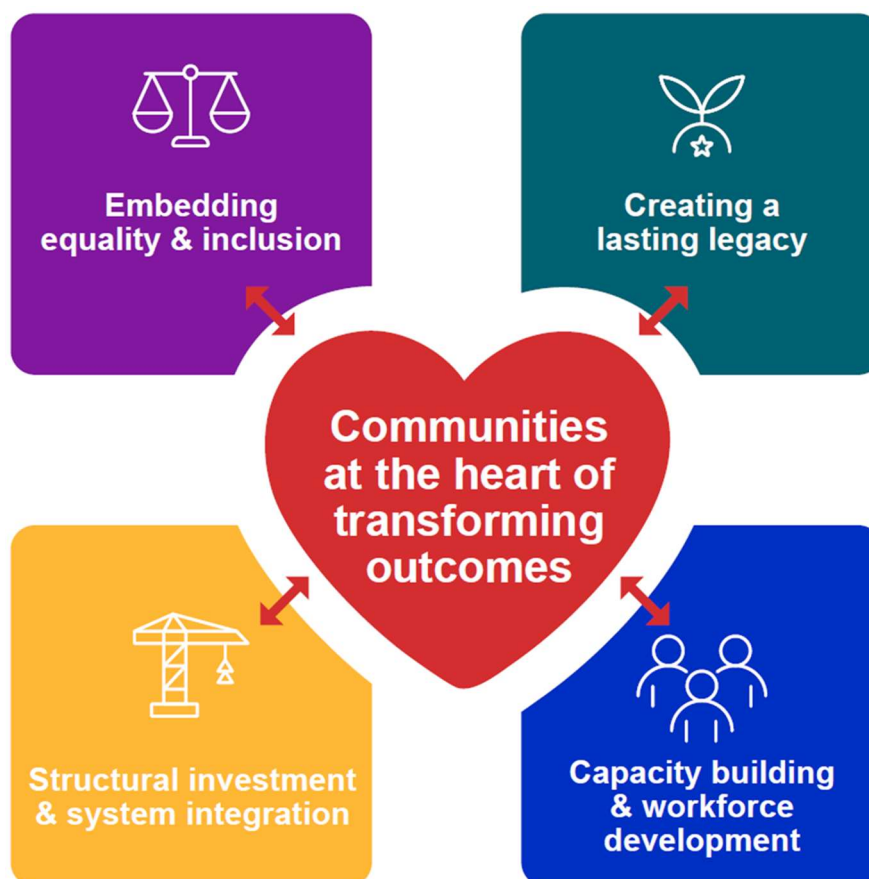 Embedding
equality & inclusion
Creating a
lasting legacy
Communities
at the heart of
transforming
outcomes
Structural investment
& system integration
Capacity building
& workforce
development